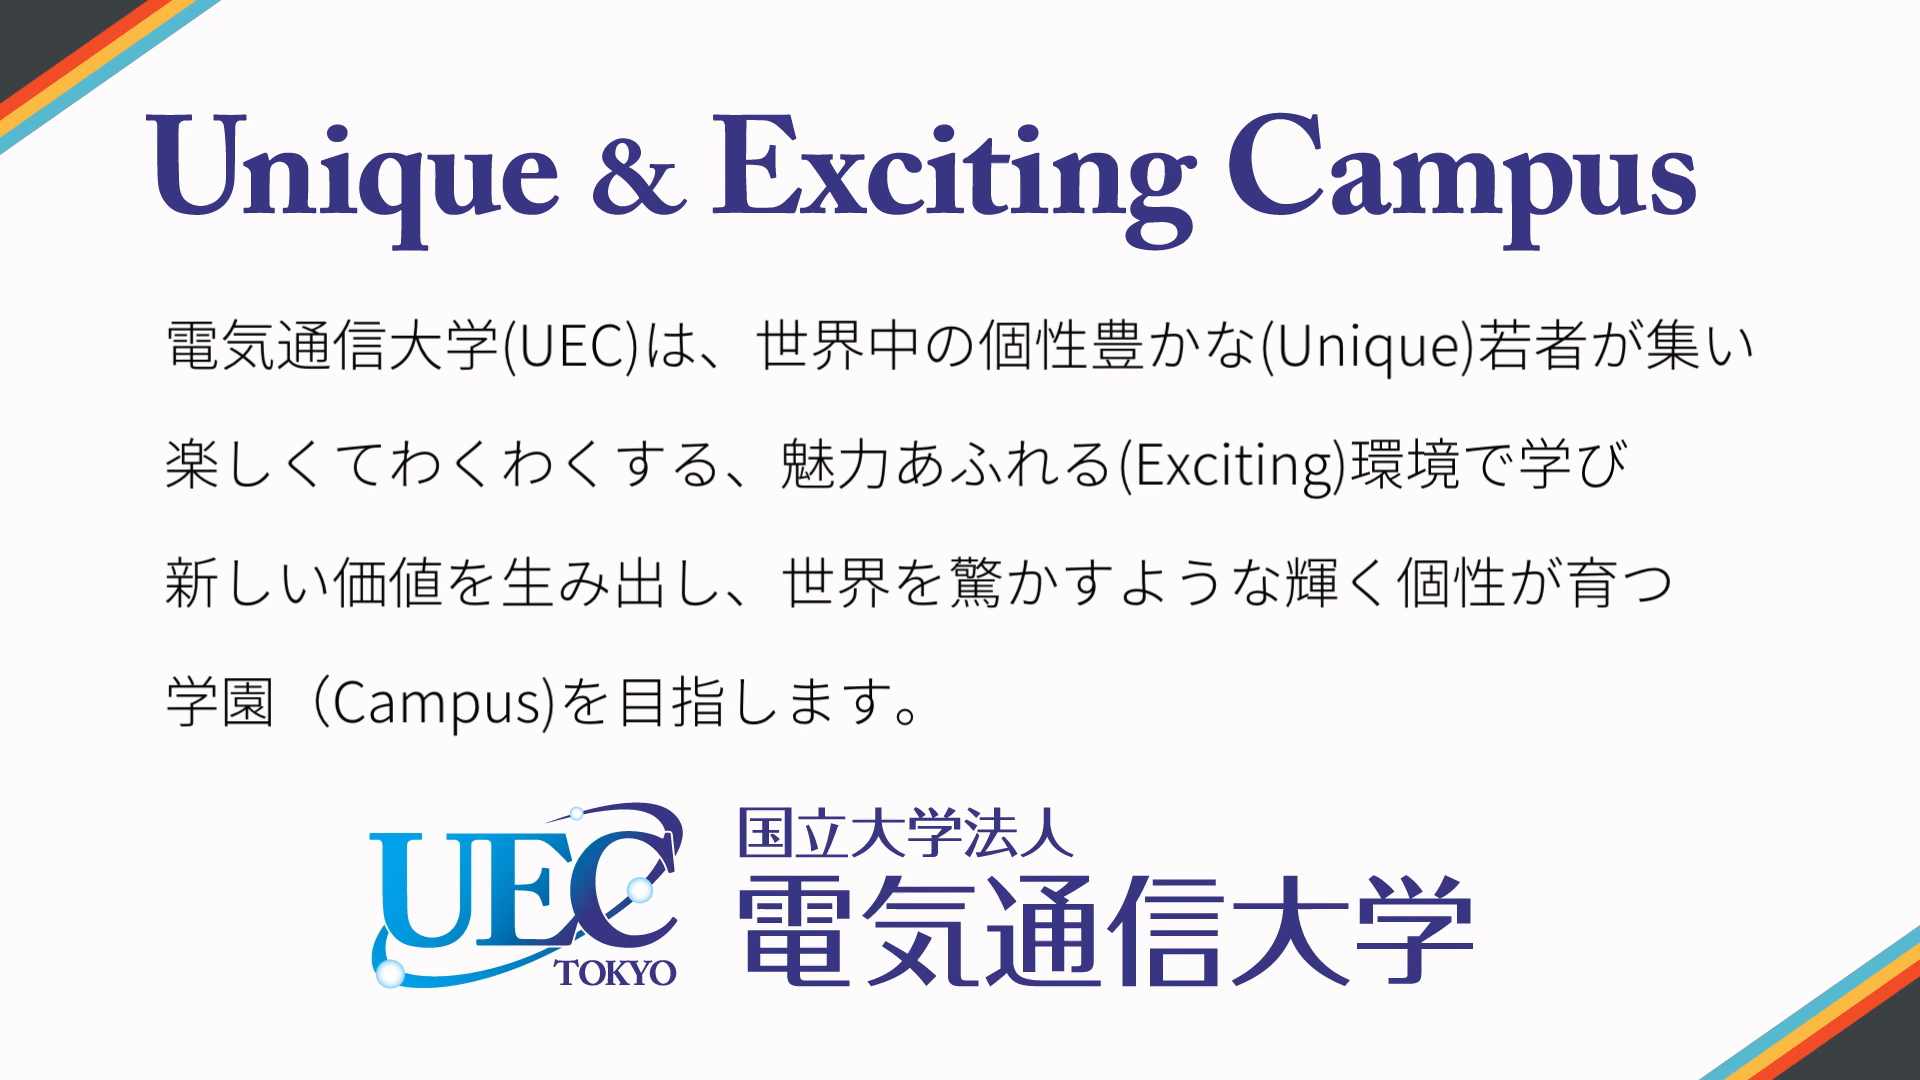 Unique & Exciting Campus
電気通信大学(UEC)は、世界中の個性豊かな(Unique)若者が集い
楽しくてわくわくする、魅力あふれる(Exciting)環境で学び
新しい価値を生み出し、世界を驚かすような輝く個性が育つ
学園（Campus)を目指します。
UEC
TOKYO
国立大学法人
電気通信大学